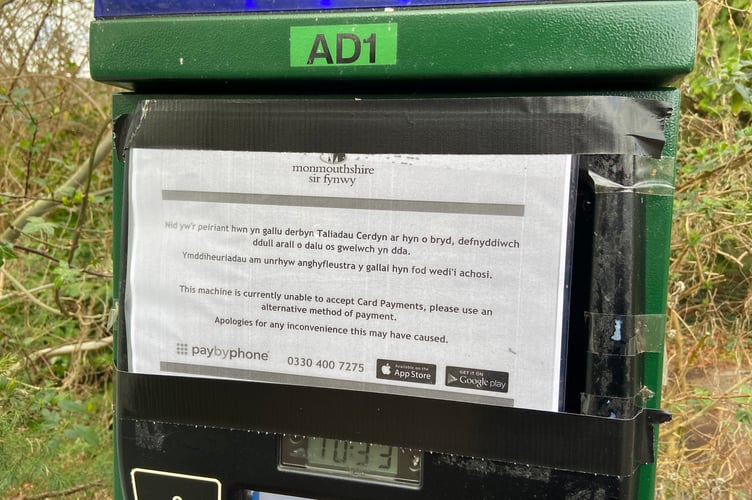 AD1
monmouthshire
sir fynwy
Nid yw'r peiriant hwn yn gallu derbyn Taliadau Cerdyn ar hyn o bryd, defnyddiwch
ddull arall o dalu os gwelwch yn dda.
Ymddiheuriadau am unrhyw anghyfleustra y gallai hyn fod wedi'i achosi.
This machine is currently unable to accept Card Payments, please use an
alternative method of payment.
Apologies for any inconvenience this may have caused.
paybyphone 0330 400 7275 Available on the App Store GET IT ON Google play
10:33